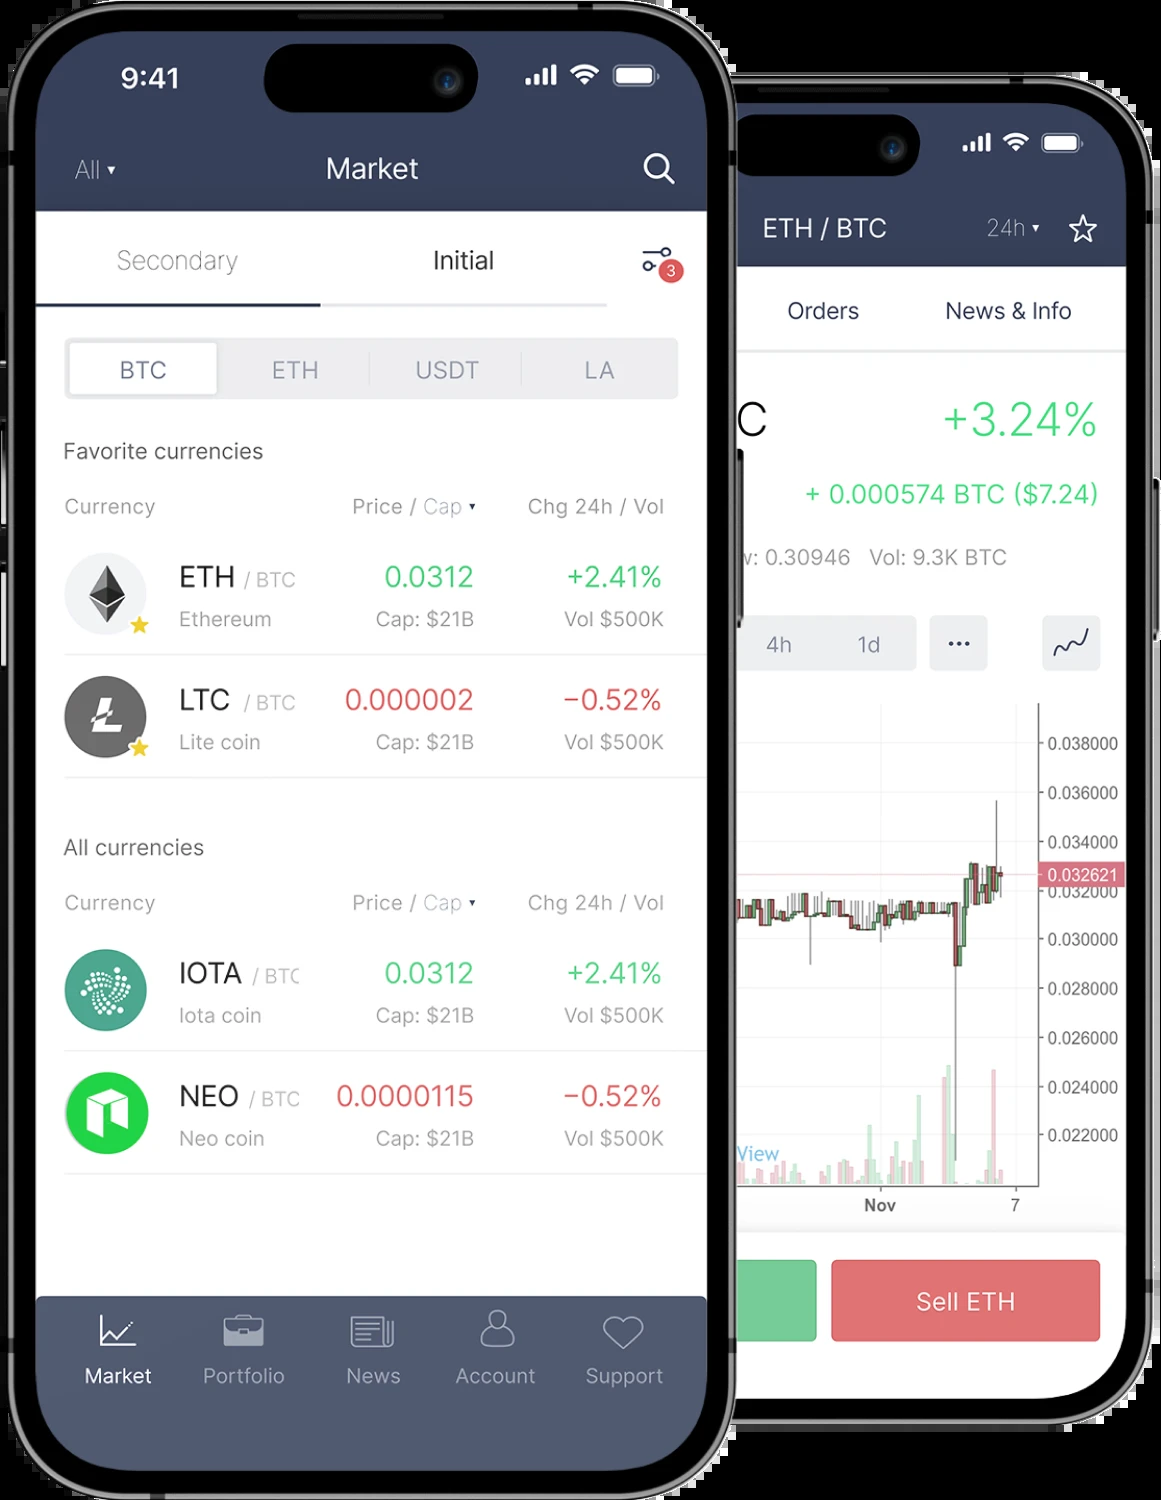 9:41
All ▾
Market
Secondary
Initial
3
BTC
ETH
USDT
LA
Favorite currencies
Currency
Price / Cap ▾
Chg 24h / Vol
ETH / BTC
0.0312
+2.41%
Ethereum
Cap: $21B
Vol $500K
LTC / BTC
0.000002
−0.52%
Lite coin
Cap: $21B
Vol $500K
All currencies
Currency
Price / Cap ▾
Chg 24h / Vol
IOTA / BTC
0.0312
+2.41%
Iota coin
Cap: $21B
Vol $500K
NEO / BTC
0.0000115
−0.52%
Neo coin
Cap: $21B
Vol $500K
Market
Portfolio
News
Account
Support
ETH / BTC
24h ▾
Orders
News & Info
C
+3.24%
+ 0.000574 BTC ($7.24)
w: 0.30946
Vol: 9.3K BTC
4h
1d
0.038000
0.036000
0.034000
0.032621
0.032000
0.030000
0.028000
0.026000
0.024000
0.022000
View
Nov
7
Sell ETH